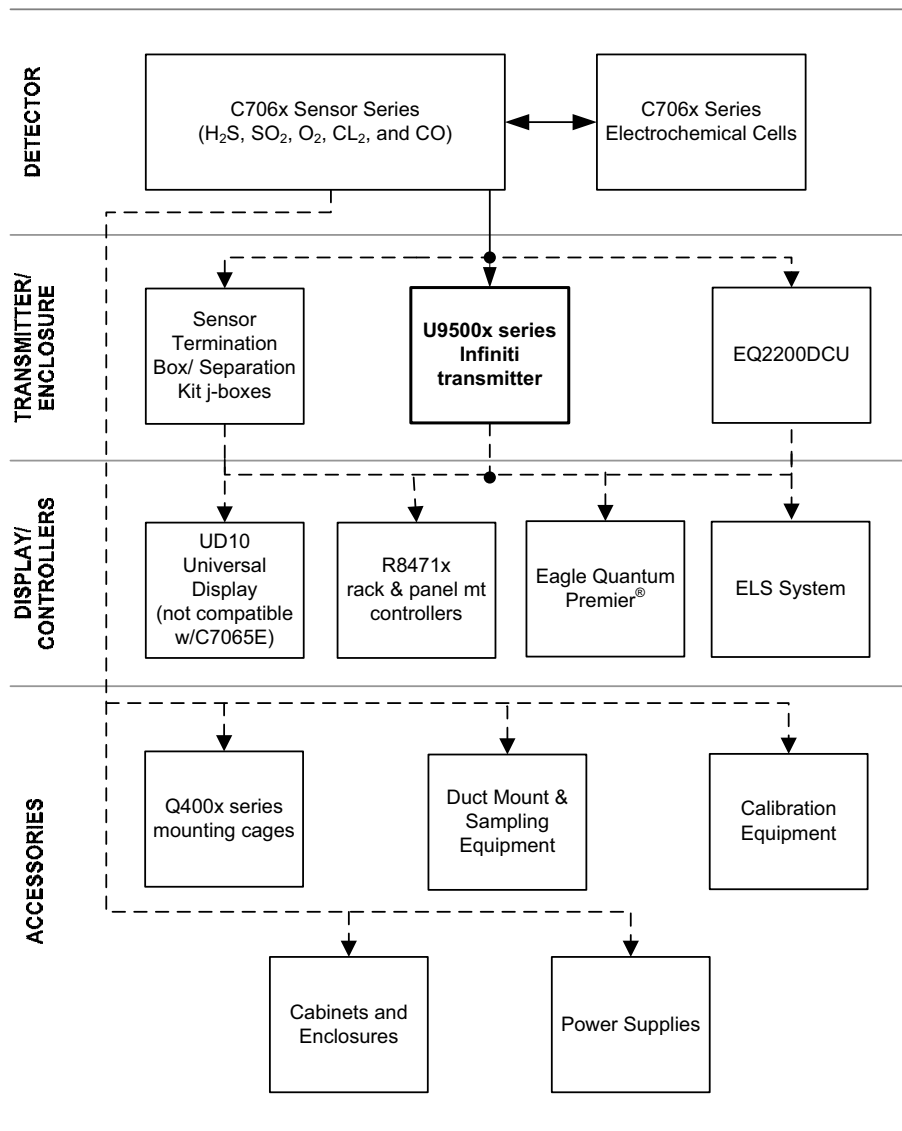 DETECTOR
C706x Sensor Series
(H₂S, SO₂, O₂, CL₂, and CO)
C706x Series
Electrochemical Cells
TRANSMITTER/
ENCLOSURE
Sensor
Termination
Box/ Separation
Kit j-boxes
U9500x series
Infiniti
transmitter
EQ2200DCU
DISPLAY/
CONTROLLERS
UD10
Universal
Display
(not compatible
w/C7065E)
R8471x
rack & panel mt
controllers
Eagle Quantum
Premier®
ELS System
ACCESSORIES
Q400x series
mounting cages
Duct Mount &
Sampling
Equipment
Calibration
Equipment
Cabinets and
Enclosures
Power Supplies